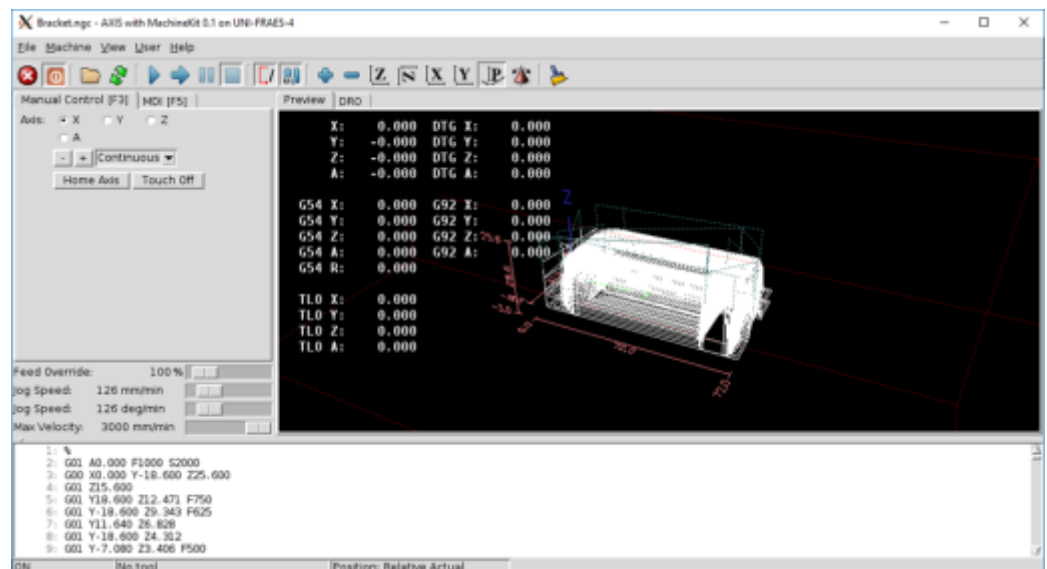 Bracket.ngc - AXIS with MachineKit 0.1 on UNI-FRAES-4
File Machine View User Help
Manual Control [F3] MDI [F5]
Preview DRO
Axis: X Y Z
A
- + Continuous
Home Axis Touch Off
X: 0.000 DTG X: 0.000
Y: -0.000 DTG Y: 0.000
Z: -0.000 DTG Z: 0.000
A: -0.000 DTG A: 0.000
G54 X: 0.000 G92 X: 0.000
G54 Y: 0.000 G92 Y: 0.000
G54 Z: 0.000 G92 Z: 0.000
G54 A: 0.000 G92 A: 0.000
G54 R: 0.000
TLO X: 0.000
TLO Y: 0.000
TLO Z: 0.000
TLO A: 0.000
Z
Feed Override: 100%
Jog Speed: 126 mm/min
Jog Speed: 126 deg/min
Max Velocity: 3000 mm/min
1: %
2: G01 A0.000 F1000 S2000
3: G00 X0.000 Y-18.600 Z25.600
4: G01 Z15.600
5: G01 Y18.600 Z12.471 F750
6: G01 Y-18.600 Z9.343 F625
7: G01 Y11.640 Z6.828
8: G01 Y-18.600 Z4.312
9: G01 Y-7.080 Z3.406 F500
ON No tool Position: Relative Actual